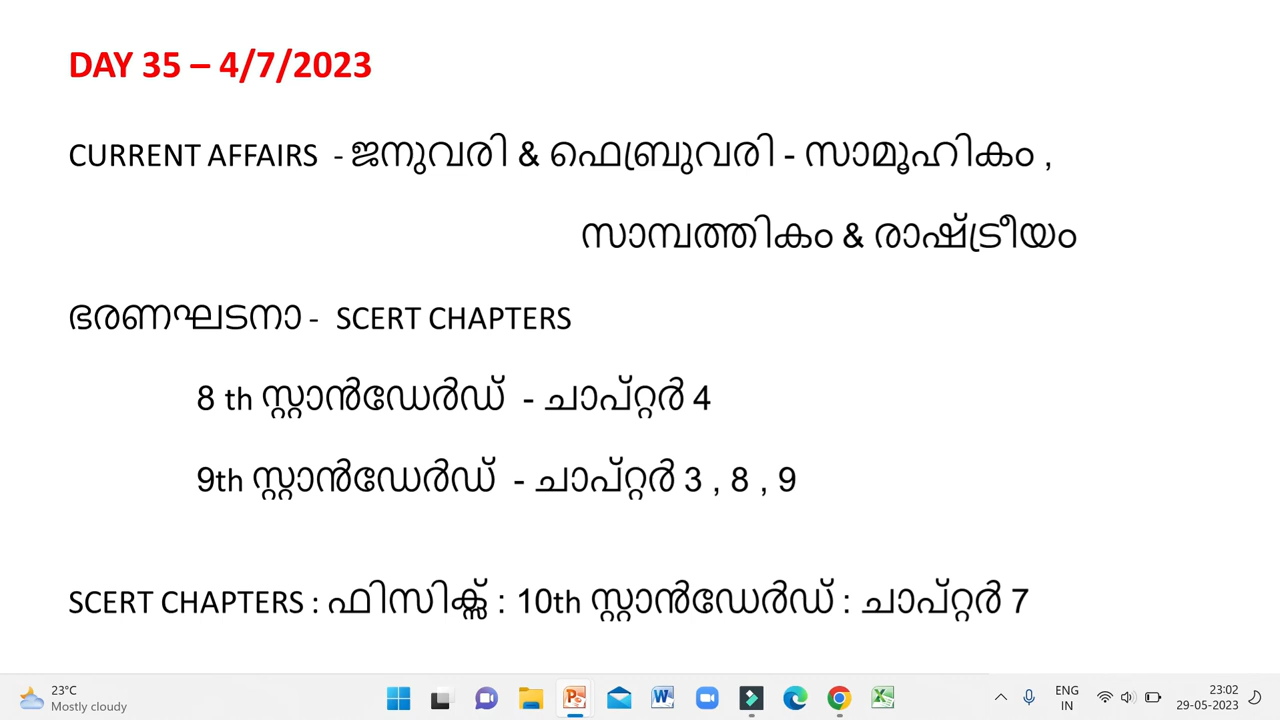 DAY 35 – 4/7/2023
CURRENT AFFAIRS - ജനുവരി & ഫെബ്രുവരി - സാമൂഹികം ,
സാമ്പത്തികം & രാഷ്ട്രീയം
ഭരണഘടനാ - SCERT CHAPTERS
8 th സ്റ്റാൻഡേർഡ് - ചാപ്റ്റർ 4
9th സ്റ്റാൻഡേർഡ് - ചാപ്റ്റർ 3 , 8 , 9
SCERT CHAPTERS : ഫിസിക്സ് : 10th സ്റ്റാൻഡേർഡ് : ചാപ്റ്റർ 7
23°C
Mostly cloudy
ENG
IN
23:02
29-05-2023